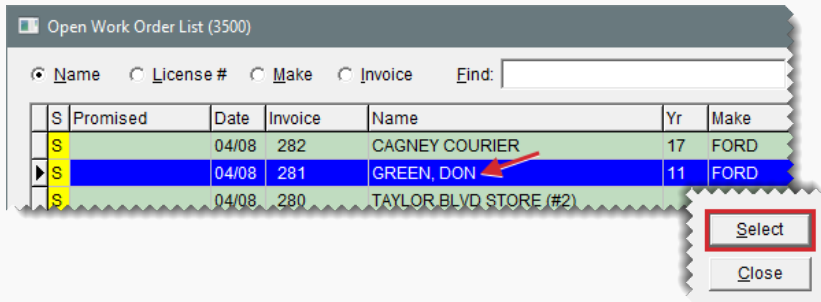 Open Work Order List (3500)
Name License # Make Invoice Find:
S Promised Date Invoice Name Yr Make
S 04/08 282 CAGNEY COURIER 17 FORD
S 04/08 281 GREEN, DON 11 FORD
S 04/08 280 TAYLOR BLVD STORE (#2)
Select
Close